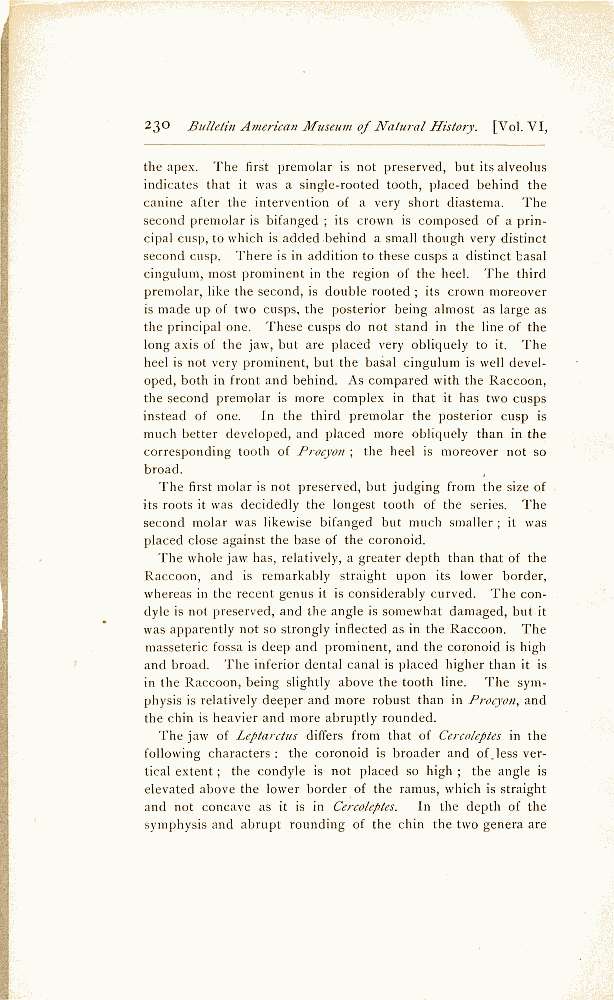 230 Bulletin American Museum of Natural History. [Vol. VI,
the apex. The first premolar is not preserved, but its alveolus
indicates that it was a single-rooted tooth, placed behind the
canine after the intervention of a very short diastema. The
second premolar is bifanged ; its crown is composed of a prin-
cipal cusp, to which is added behind a small though very distinct
second cusp. There is in addition to these cusps a distinct basal
cingulum, most prominent in the region of the heel. The third
premolar, like the second, is double rooted ; its crown moreover
is made up of two cusps, the posterior being almost as large as
the principal one. These cusps do not stand in the line of the
long axis of the jaw, but are placed very obliquely to it. The
heel is not very prominent, but the basal cingulum is well devel-
oped, both in front and behind. As compared with the Raccoon,
the second premolar is more complex in that it has two cusps
instead of one. In the third premolar the posterior cusp is
much better developed, and placed more obliquely than in the
corresponding tooth of Procyon ; the heel is moreover not so
broad.
The first molar is not preserved, but judging from the size of
its roots it was decidedly the longest tooth of the series. The
second molar was likewise bifanged but much smaller ; it was
placed close against the base of the coronoid.
The whole jaw has, relatively, a greater depth than that of the
Raccoon, and is remarkably straight upon its lower border,
whereas in the recent genus it is considerably curved. The con-
dyle is not preserved, and the angle is somewhat damaged, but it
was apparently not so strongly inflected as in the Raccoon. The
masseteric fossa is deep and prominent, and the coronoid is high
and broad. The inferior dental canal is placed higher than it is
in the Raccoon, being slightly above the tooth line. The sym-
physis is relatively deeper and more robust than in Procyon, and
the chin is heavier and more abruptly rounded.
The jaw of Leptarctus differs from that of Cercoleptes in the
following characters : the coronoid is broader and of less ver-
tical extent ; the condyle is not placed so high ; the angle is
elevated above the lower border of the ramus, which is straight
and not concave as it is in Cercoleptes. In the depth of the
symphysis and abrupt rounding of the chin the two genera are